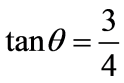 tanθ = 3/4